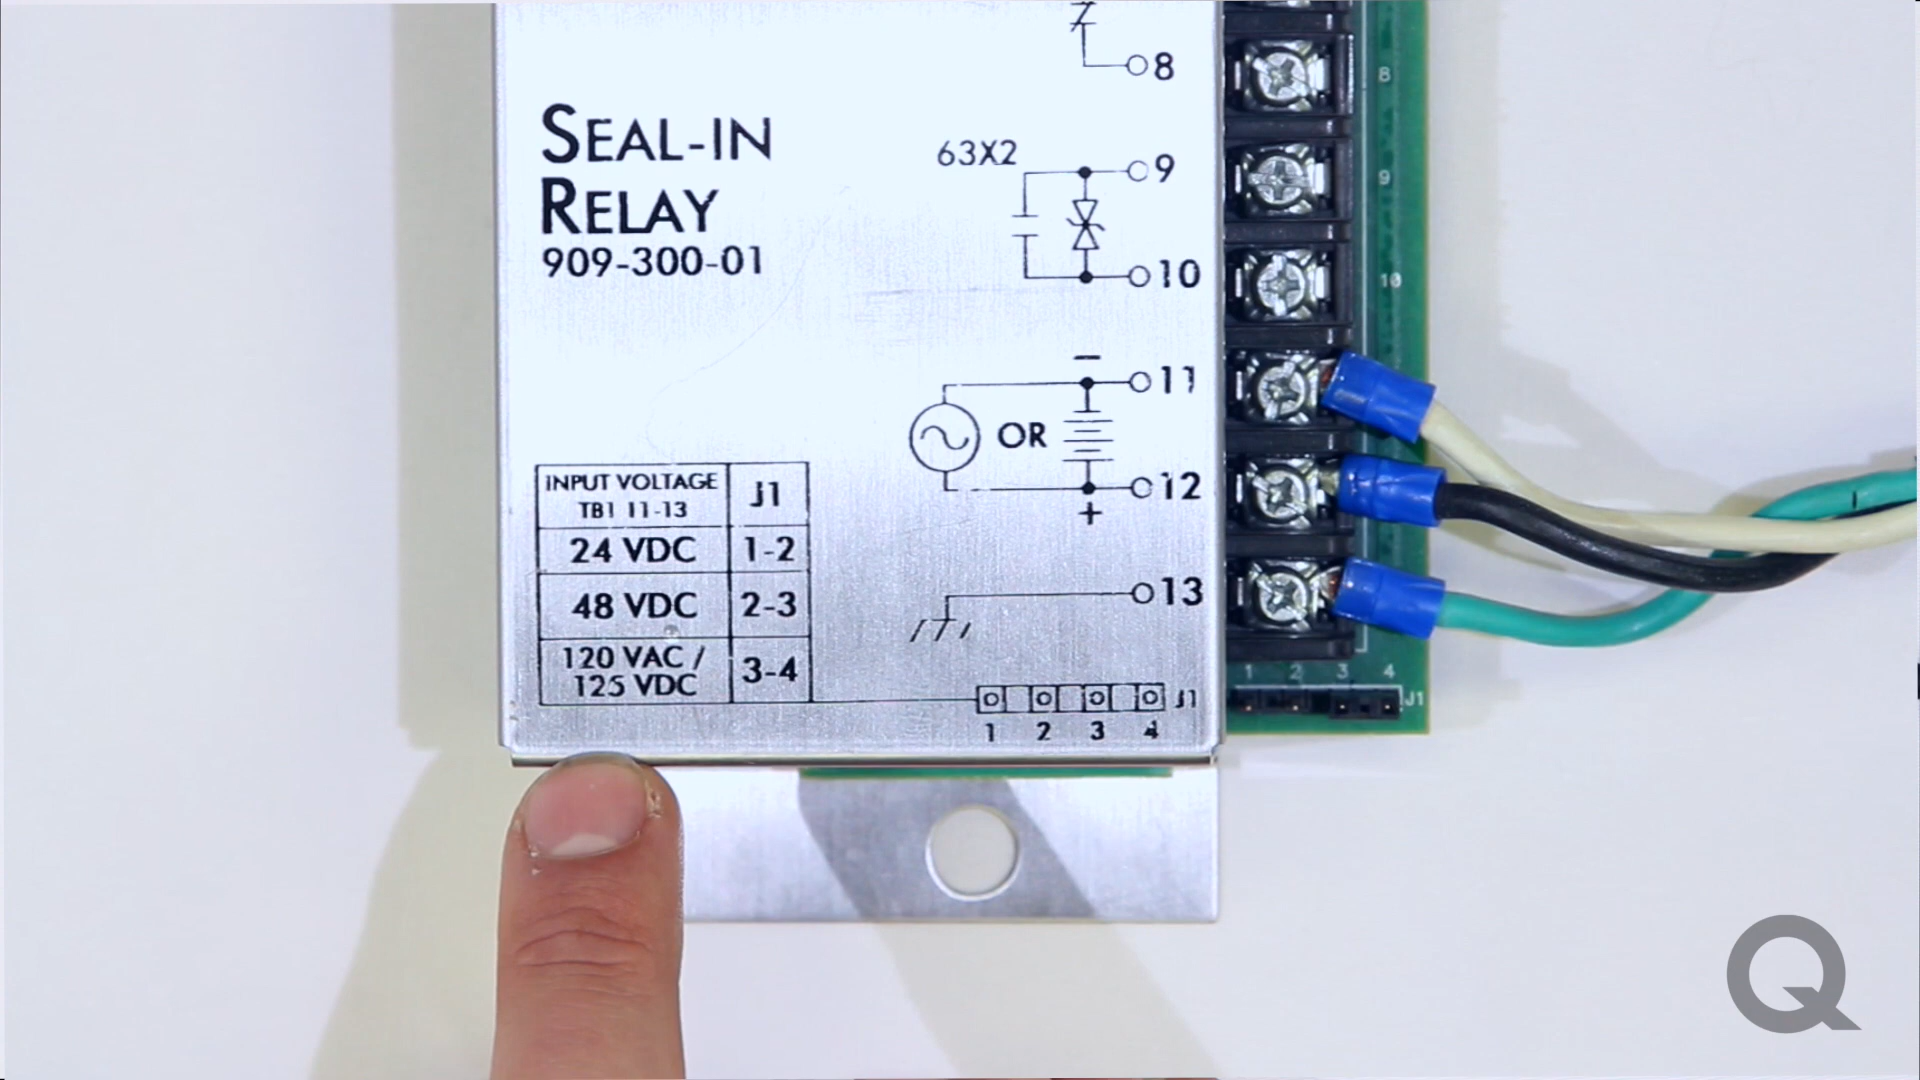 8
SEAL-IN
RELAY
909-300-01
63X2
9
10
−
11
OR
12
+
13
INPUT VOLTAGE
TB1 11-13
J1
24 VDC
1-2
48 VDC
2-3
120 VAC /
125 VDC
3-4
J1
1 2 3 4
8
9
10
1 2 3 4
J1
Q